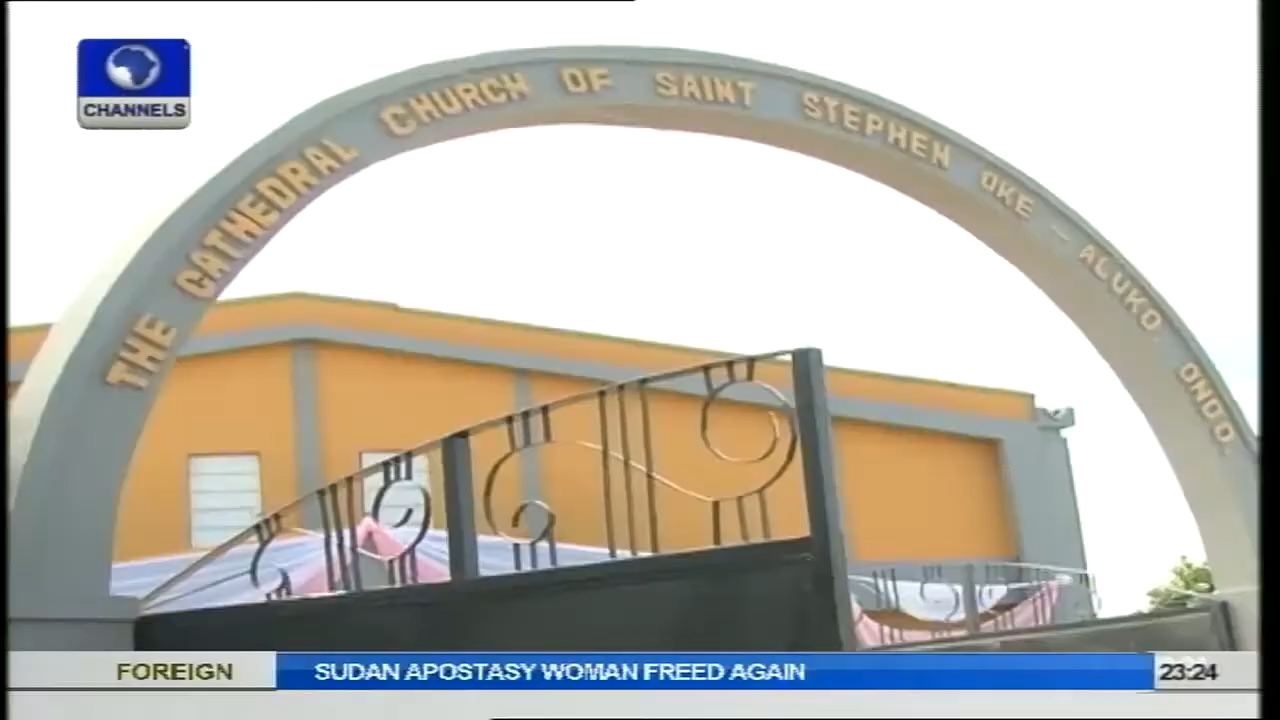 CHANNELS
THE CATHEDRAL CHURCH OF SAINT STEPHEN OKE - ALUKO, ONDO.
FOREIGN
SUDAN APOSTASY WOMAN FREED AGAIN
23:24